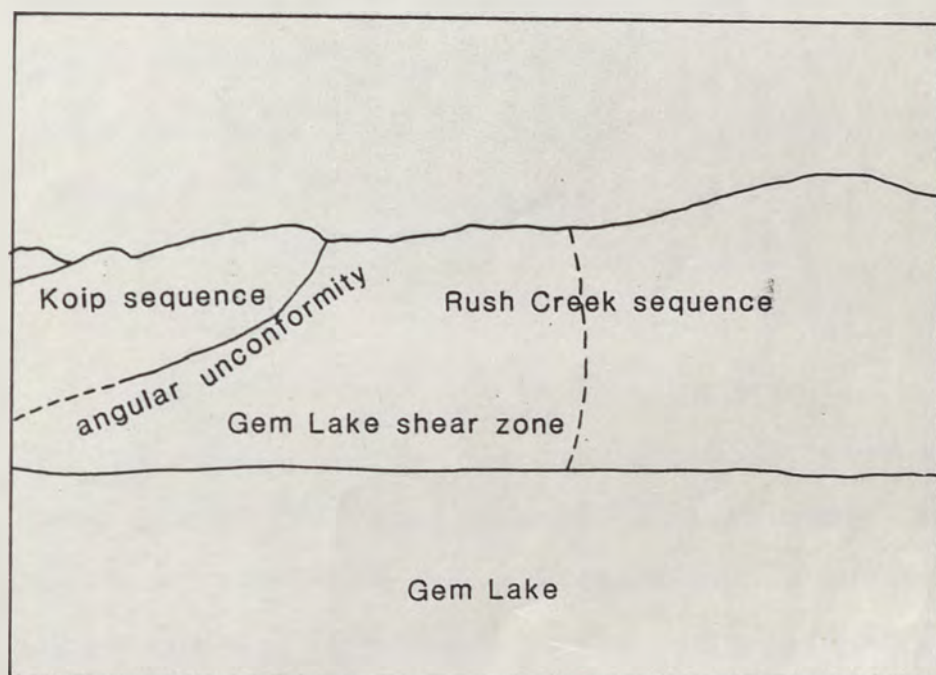 Koip sequence
Rush Creek sequence
angular unconformity
Gem Lake shear zone
Gem Lake